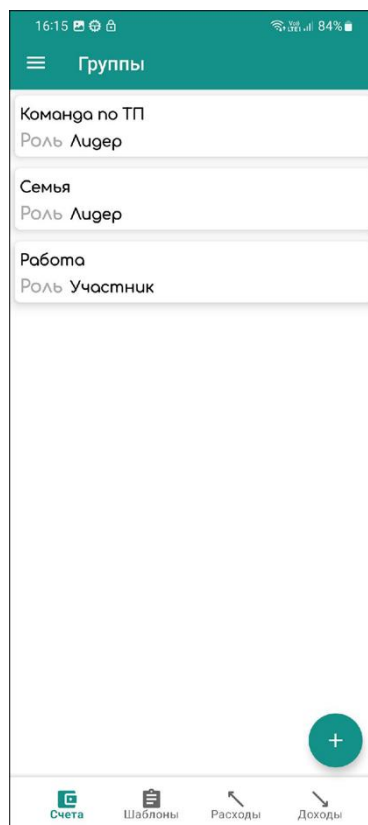 16:15 84%
Группы
Команда по ТП
Роль Лидер
Семья
Роль Лидер
Работа
Роль Участник
+
Счета Шаблоны Расходы Доходы